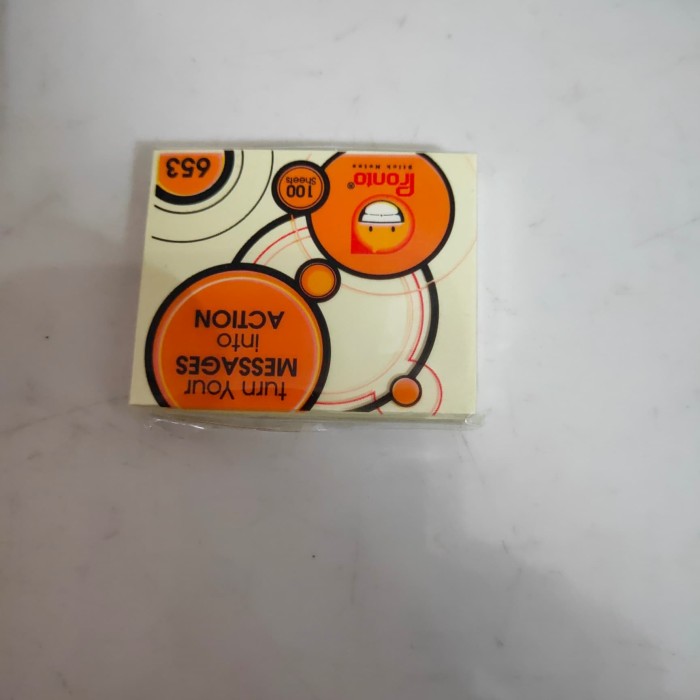 turn Your
MESSAGES
into
ACTION
Pronto®
Stick Notes
100
Sheets
653